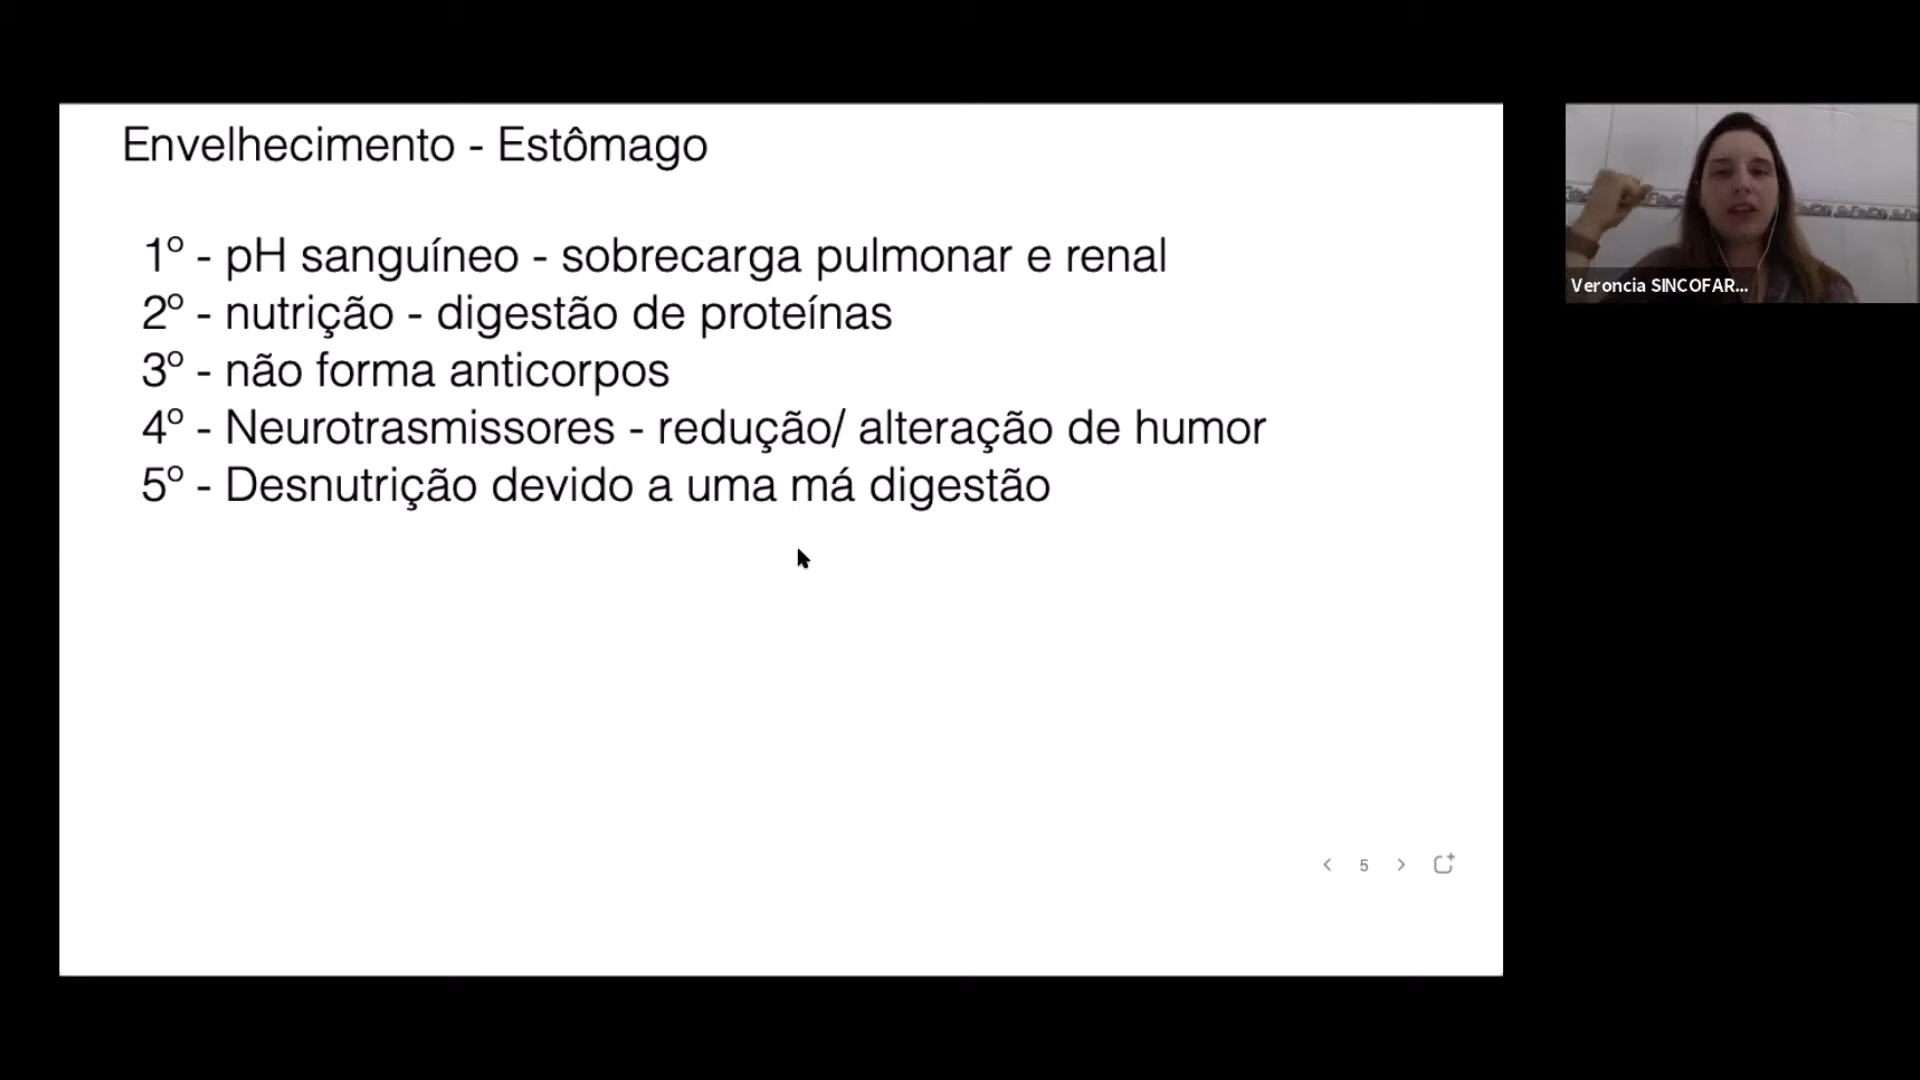 Envelhecimento - Estômago
1º - pH sanguíneo - sobrecarga pulmonar e renal
2º - nutrição - digestão de proteínas
3º - não forma anticorpos
4º - Neurotrasmissores - redução/ alteração de humor
5º - Desnutrição devido a uma má digestão
5
Veroncia SINCOFAR...